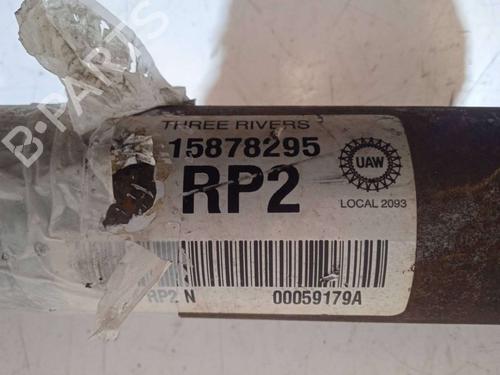 THREE RIVERS
15878295
RP2
UAW
LOCAL 2093
RP2 N 00059179A
B-PARTS